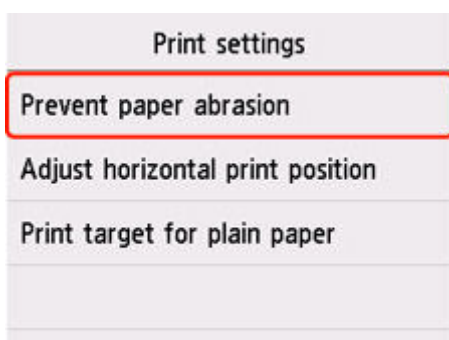 Print settings
Prevent paper abrasion
Adjust horizontal print position
Print target for plain paper